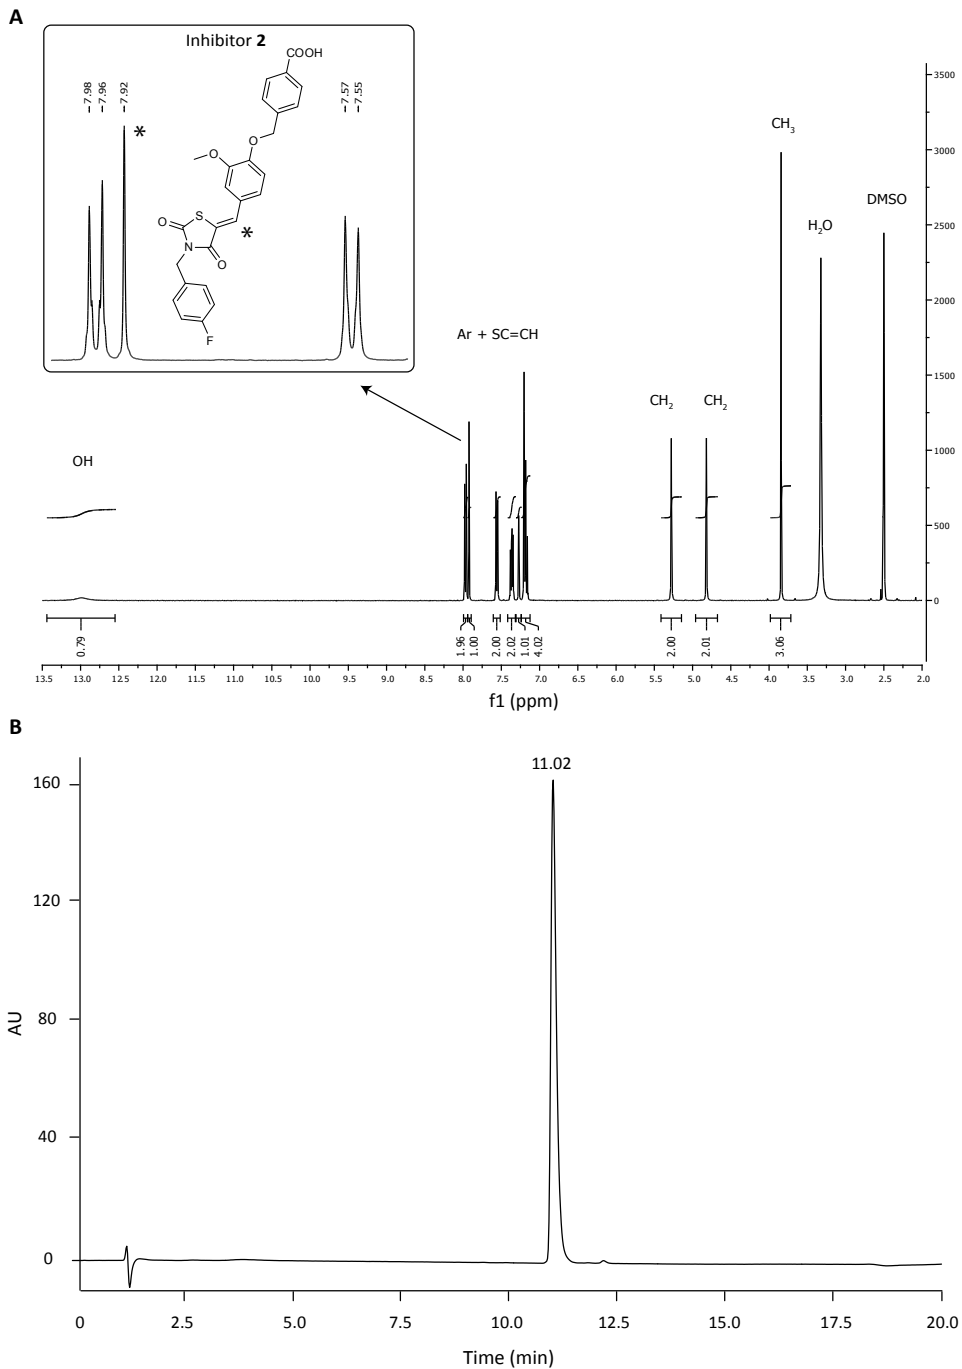 A
Inhibitor 2
COOH
7.98
7.96
7.92
7.57
7.55
*
O
O
S
O
N
O
*
F
3500
3000
2500
2000
1500
1000
500
0
CH3
DMSO
H2O
Ar + SC=CH
CH2
CH2
OH
0.79
1.96
1.00
2.00
2.02
1.01
4.02
2.00
2.01
3.06
13.5 13.0 12.5 12.0 11.5 11.0 10.5 10.0 9.5 9.0 8.5 8.0 7.5 7.0 6.5 6.0 5.5 5.0 4.5 4.0 3.5 3.0 2.5 2.0
f1 (ppm)
B
11.02
160
120
80
40
0
AU
0 2.5 5.0 7.5 10.0 12.5 15.0 17.5 20.0
Time (min)